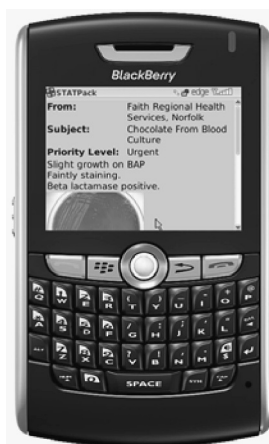 BlackBerry
STATPack edge
From: Faith Regional Health
Services, Norfolk
Subject: Chocolate From Blood
Culture
Priority Level: Urgent
Slight growth on BAP
Faintly staining.
Beta lactamase positive.
Q W E R T Y U I O P
A S D F G H J K L
Z X C V B N M $
SPACE